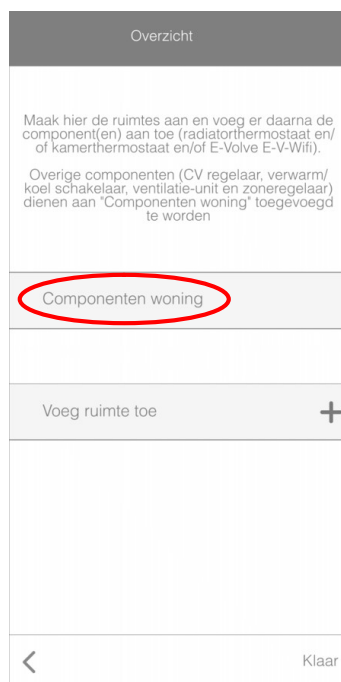 Overzicht
Maak hier de ruimtes aan en voeg er daarna de
component(en) aan toe (radiatorthermostaat en/
of kamerthermostaat en/of E-Volve E-V-Wifi).
Overige componenten (CV regelaar, verwarm/
koel schakelaar, ventilatie-unit en zoneregelaar)
dienen aan "Componenten woning" toegevoegd
te worden
Componenten woning
Voeg ruimte toe +
Klaar